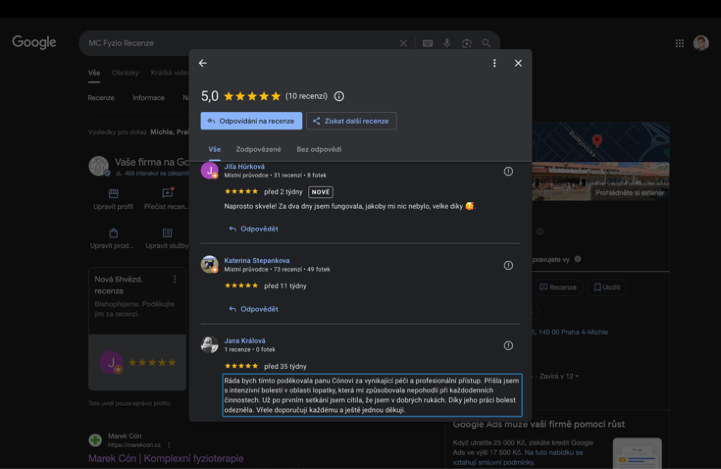 Google
MC Fyzio Recenze
Vše Obrázky Krátká videa
Recenze Informace
Výsledky pro dotaz Michle, Pra
Vaše firma na Go
Upravit profil Přečíst recen...
Upravit prod... Upravit služby
Nová 5hvězd.
recenze
Blahopřejeme. Poděkujte
jim za recenzi.
Toto uvidí pouze správci profilu
Marek Cón
https://marekcon.cz
Marek Cón | Komplexní fyzioterapie
5,0 (10 recenzí)
Odpovídání na recenze Získat další recenze
Vše Zodpovězené Bez odpovědi
Jiťa Hůrková
Místní průvodce • 31 recenzí • 8 fotek
před 2 týdny NOVÉ
Naprosto skvele! Za dva dny jsem fungovala, jakoby mi nic nebylo, velke díky 🥰.
Odpovědět
Katerina Stepankova
Místní průvodce • 73 recenzí • 49 fotek
před 11 týdny
Odpovědět
Jana Králová
1 recenze • 0 fotek
před 35 týdny
Ráda bych tímto poděkovala panu Cónovi za vynikající péči a profesionální přístup. Přišla jsem
s intenzivní bolestí v oblasti lopatky, která mi způsobovala nepohodlí při každodenních
činnostech. Už po prvním setkání jsem cítila, že jsem v dobrých rukách. Díky jeho práci bolest
odezněla. Vřele doporučuji každému a ještě jednou děkuji.
Prohlédněte si exteriér
pravujete vy
Recenze Uložit
5, 140 00 Praha 4-Michle
Zavírá v 12
Google Ads může vaší firmě pomoci růst
Když utratíte 25 000 Kč, získáte kredit Google
Ads ve výši 17 500 Kč. Na tuto nabídku se
vztahují smluvní podmínky.